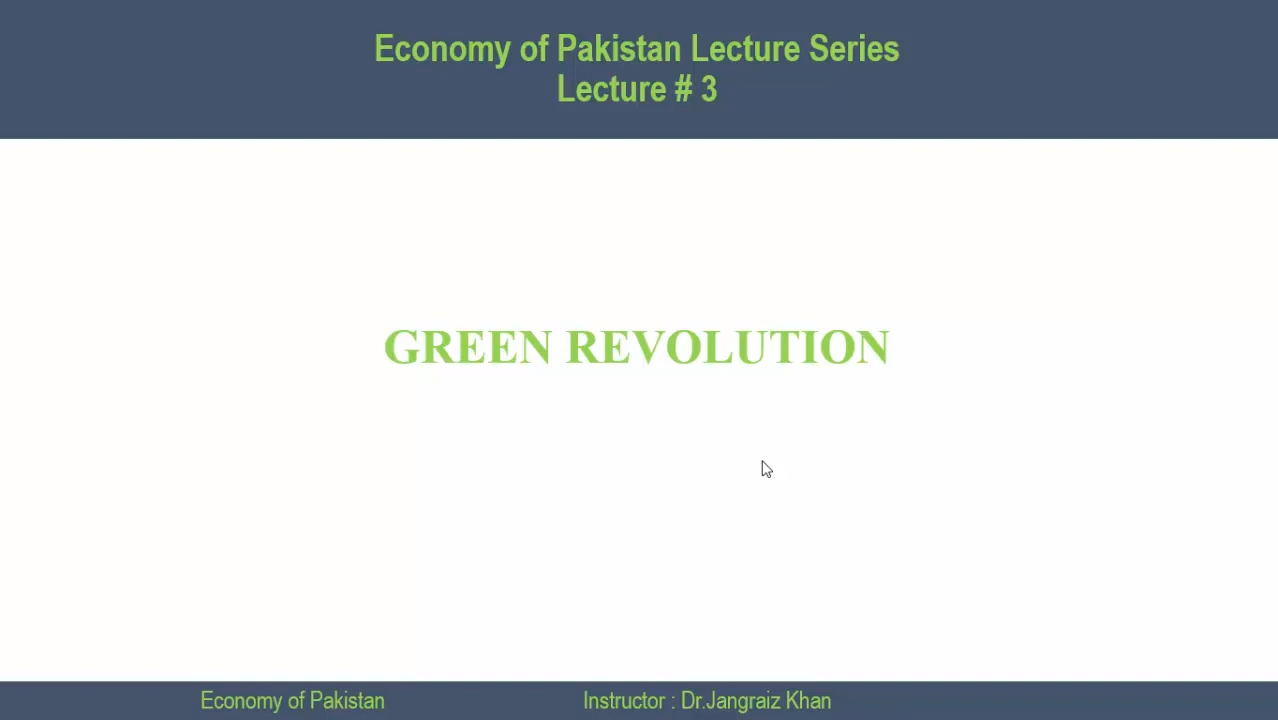 Economy of Pakistan Lecture Series
Lecture # 3
GREEN REVOLUTION
Economy of Pakistan
Instructor : Dr.Jangraiz Khan